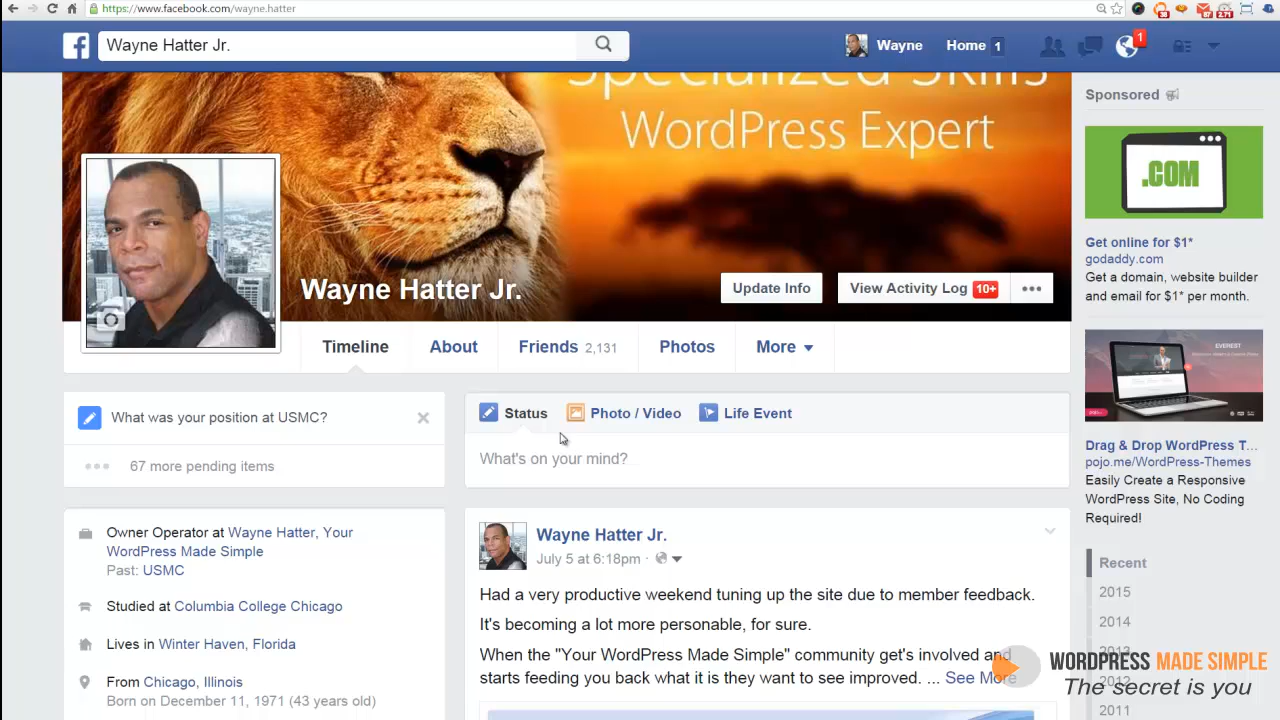 https://www.facebook.com/wayne.hatter
38
87
2.71
Wayne Hatter Jr.
Wayne
Home 1
1
Specialized Skills
WordPress Expert
Wayne Hatter Jr.
Update Info
View Activity Log 10+
Timeline
About
Friends 2,131
Photos
More
What was your position at USMC?
67 more pending items
Status
Photo / Video
Life Event
What's on your mind?
Owner Operator at Wayne Hatter, Your
WordPress Made Simple
Past: USMC
Studied at Columbia College Chicago
Lives in Winter Haven, Florida
From Chicago, Illinois
Born on December 11, 1971 (43 years old)
Wayne Hatter Jr.
July 5 at 6:18pm ·
Had a very productive weekend tuning up the site due to member feedback.
It's becoming a lot more personable, for sure.
When the "Your WordPress Made Simple" community get's involved and
starts feeding you back what it is they want to see improved. ... See More
Sponsored
.COM
Get online for $1*
godaddy.com
Get a domain, website builder
and email for $1* per month.
EVEREST
Drag & Drop WordPress T...
pojo.me/WordPress-Themes
Easily Create a Responsive
WordPress Site, No Coding
Required!
Recent
2015
2014
2013
2012
2011
WORDPRESS MADE SIMPLE
The secret is you